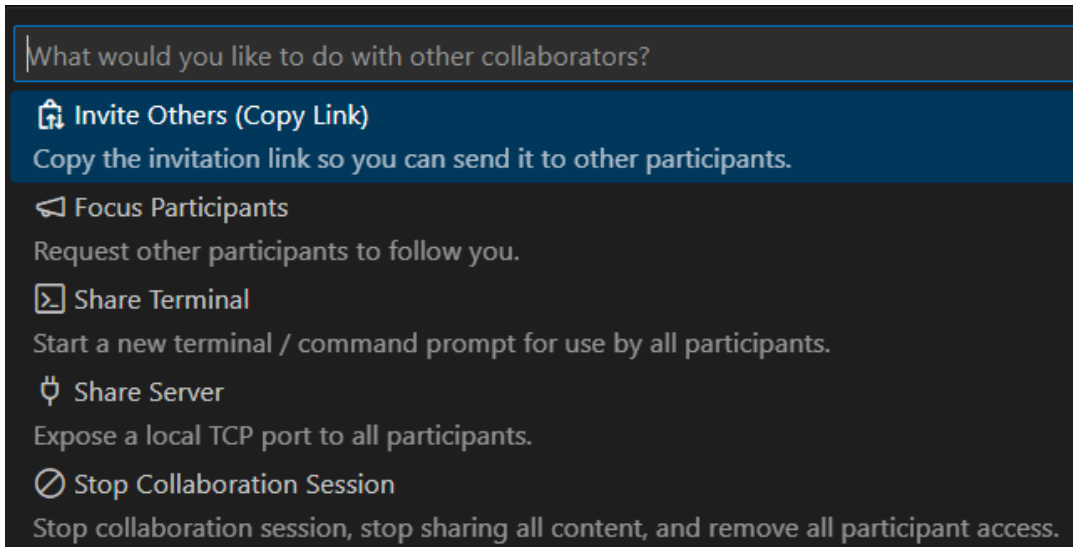 What would you like to do with other collaborators?
Invite Others (Copy Link)
Copy the invitation link so you can send it to other participants.
Focus Participants
Request other participants to follow you.
Share Terminal
Start a new terminal / command prompt for use by all participants.
Share Server
Expose a local TCP port to all participants.
Stop Collaboration Session
Stop collaboration session, stop sharing all content, and remove all participant access.